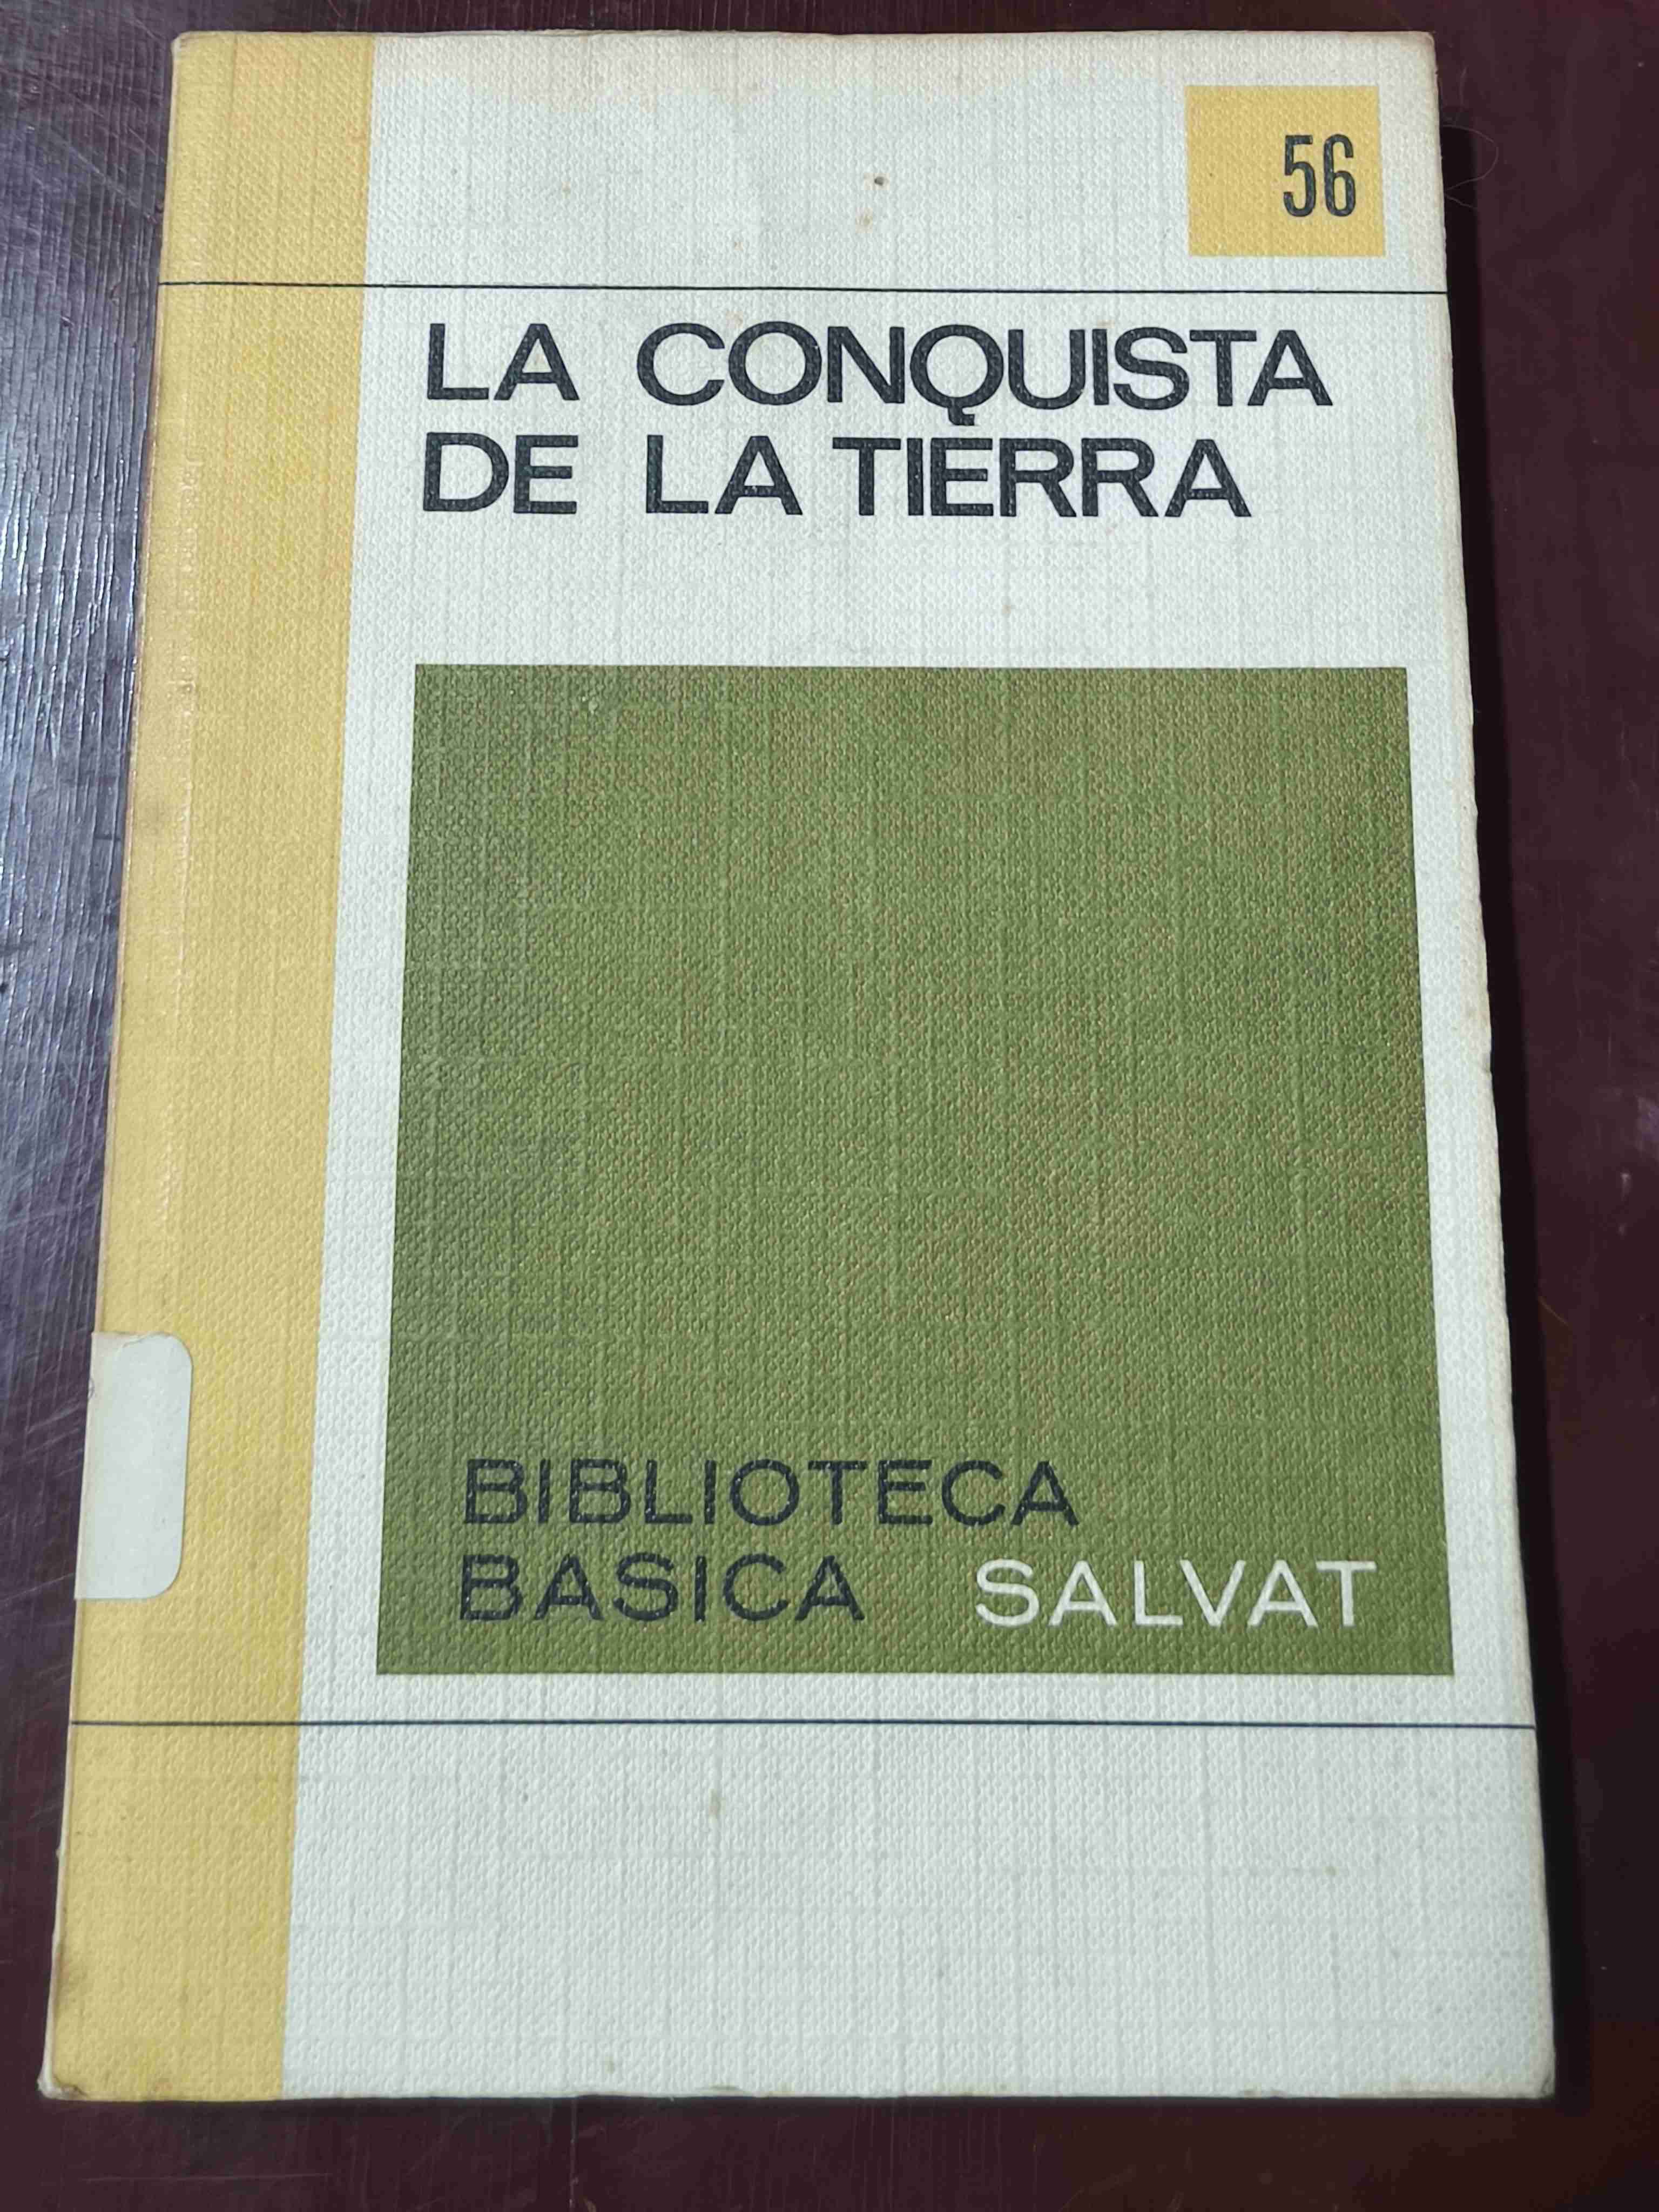 56
LA CONQUISTA
DE LA TIERRA
BIBLIOTECA
BASICA SALVAT